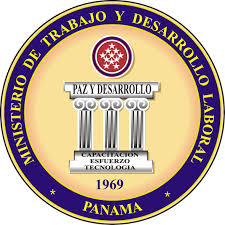 MINISTERIO DE TRABAJO Y DESARROLLO LABORAL
PAZ Y DESARROLLO
CAPACITACION
ESFUERZO
TECNOLOGIA
1969
PANAMA